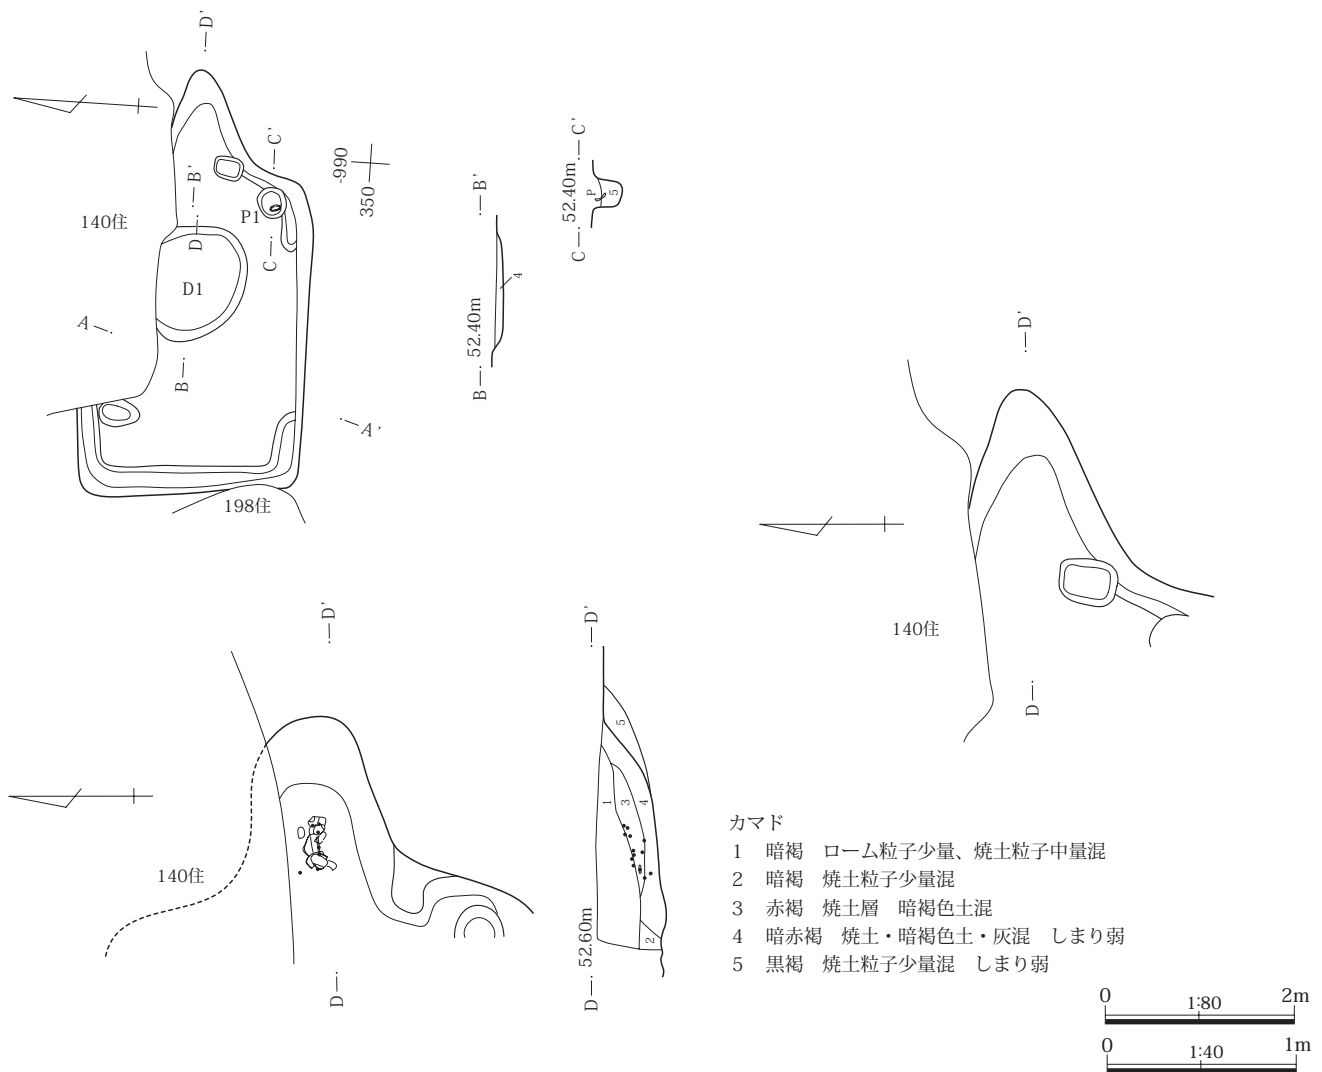 D'
C'
B'
-990
350
140住
P1
D
C
D1
A
B
A'
198住
B'
4
52.40m
B
C'
52.40m
P
5
C
D'
140住
D
D'
140住
D
D'
5
1
3
4
2
52.60m
D
カマド
1 暗褐 ローム粒子少量、焼土粒子中量混
2 暗褐 焼土粒子少量混
3 赤褐 焼土層 暗褐色土混
4 暗赤褐 焼土・暗褐色土・灰混 しまり弱
5 黒褐 焼土粒子少量混 しまり弱
0 1:80 2m
0 1:40 1m